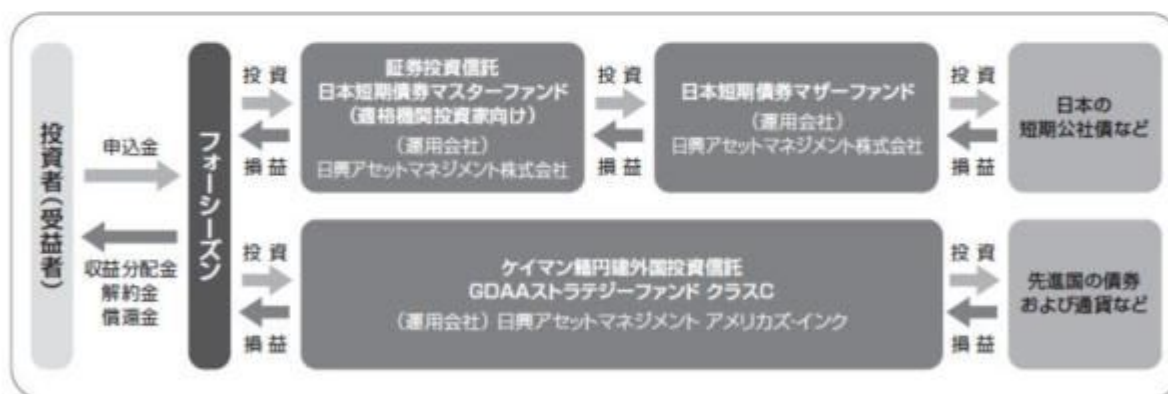 投資者（受益者）
申込金
収益分配金
解約金
償還金
フォーシーズン
投資
損益
証券投資信託
日本短期債券マスターファンド
（適格機関投資家向け）
（運用会社）
日興アセットマネジメント株式会社
投資
損益
日本短期債券マザーファンド
（運用会社）
日興アセットマネジメント株式会社
投資
損益
日本の
短期公社債など
投資
損益
ケイマン籍円建外国投資信託
GDAAストラテジーファンド クラスC
（運用会社）日興アセットマネジメント アメリカズ・インク
投資
損益
先進国の債券
および通貨など